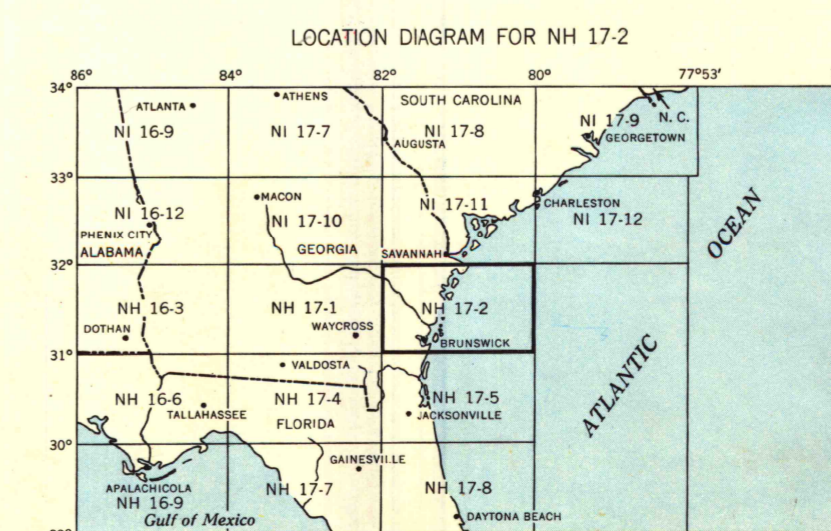 LOCATION DIAGRAM FOR NH 17-2
86° 84° 82° 80° 77°53'
34°
ATLANTA
ATHENS
SOUTH CAROLINA
NI 16-9
NI 17-7
NI 17-8
NI 17-9
N. C.
AUGUSTA
GEORGETOWN
33°
MACON
CHARLESTON
NI 16-12
NI 17-10
NI 17-11
NI 17-12
PHENIX CITY
ALABAMA
GEORGIA
SAVANNAH
OCEAN
32°
NH 16-3
NH 17-1
NH 17-2
DOTHAN
WAYCROSS
BRUNSWICK
ATLANTIC
31°
VALDOSTA
NH 16-6
NH 17-4
NH 17-5
TALLAHASSEE
FLORIDA
JACKSONVILLE
30°
GAINESVILLE
APALACHICOLA
NH 16-9
NH 17-7
NH 17-8
Gulf of Mexico
DAYTONA BEACH